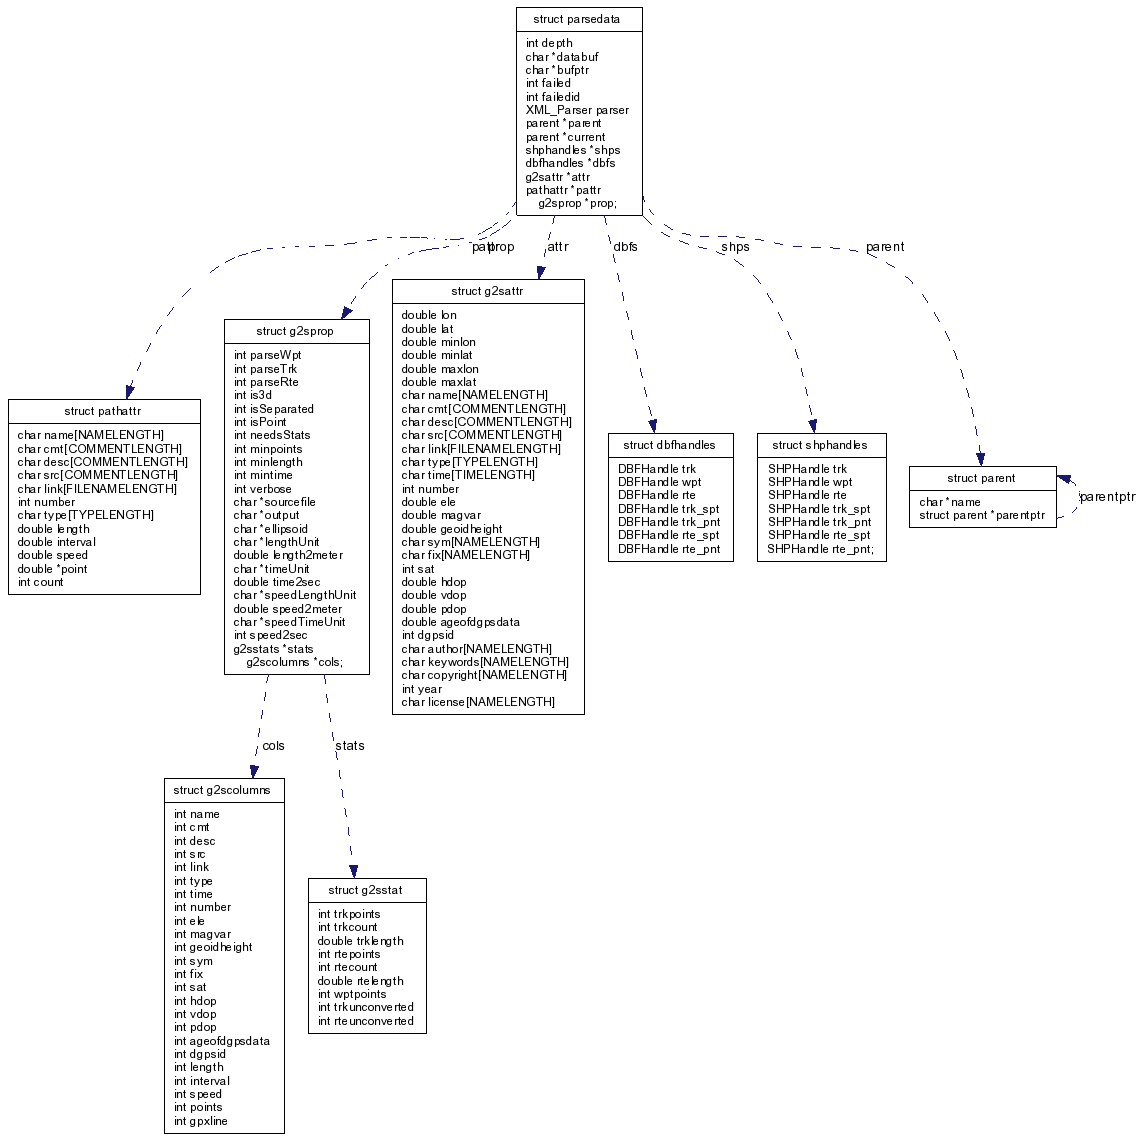 struct parsedata
int depth
char *databuf
char *bufptr
int failed
int failedid
XML_Parser parser
parent *parent
parent *current
shphandles *shps
dbfhandles *dbfs
g2sattr *attr
pathattr *pattr
g2sprop *prop;
pattr
prop
attr
dbfs
shps
parent
struct pathattr
char name[NAMELENGTH]
char cmt[COMMENTLENGTH]
char desc[COMMENTLENGTH]
char src[COMMENTLENGTH]
char link[FILENAMELENGTH]
int number
char type[TYPELENGTH]
double length
double interval
double speed
double *point
int count
struct g2sprop
int parseWpt
int parseTrk
int parseRte
int is3d
int isSeparated
int isPoint
int needsStats
int minpoints
int minlength
int mintime
int verbose
char *sourcefile
char *output
char *ellipsoid
char *lengthUnit
double length2meter
char *timeUnit
double time2sec
char *speedLengthUnit
double speed2meter
char *speedTimeUnit
int speed2sec
g2sstats *stats
g2scolumns *cols;
struct g2sattr
double lon
double lat
double minlon
double minlat
double maxlon
double maxlat
char name[NAMELENGTH]
char cmt[COMMENTLENGTH]
char desc[COMMENTLENGTH]
char src[COMMENTLENGTH]
char link[FILENAMELENGTH]
char type[TYPELENGTH]
char time[TIMELENGTH]
int number
double ele
double magvar
double geoidheight
char sym[NAMELENGTH]
char fix[NAMELENGTH]
int sat
double hdop
double vdop
double pdop
double ageofdgpsdata
int dgpsid
char author[NAMELENGTH]
char keywords[NAMELENGTH]
char copyright[NAMELENGTH]
int year
char license[NAMELENGTH]
struct dbfhandles
DBFHandle trk
DBFHandle wpt
DBFHandle rte
DBFHandle trk_spt
DBFHandle trk_pnt
DBFHandle rte_spt
DBFHandle rte_pnt
struct shphandles
SHPHandle trk
SHPHandle wpt
SHPHandle rte
SHPHandle trk_spt
SHPHandle trk_pnt
SHPHandle rte_spt
SHPHandle rte_pnt;
struct parent
char *name
struct parent *parentptr
parentptr
cols
stats
struct g2scolumns
int name
int cmt
int desc
int src
int link
int type
int time
int number
int ele
int magvar
int geoidheight
int sym
int fix
int sat
int hdop
int vdop
int pdop
int ageofdgpsdata
int dgpsid
int length
int interval
int speed
int points
int gpxline
struct g2sstat
int trkpoints
int trkcount
double trklength
int rtepoints
int rtecount
double rtelength
int wptpoints
int trkunconverted
int rteunconverted